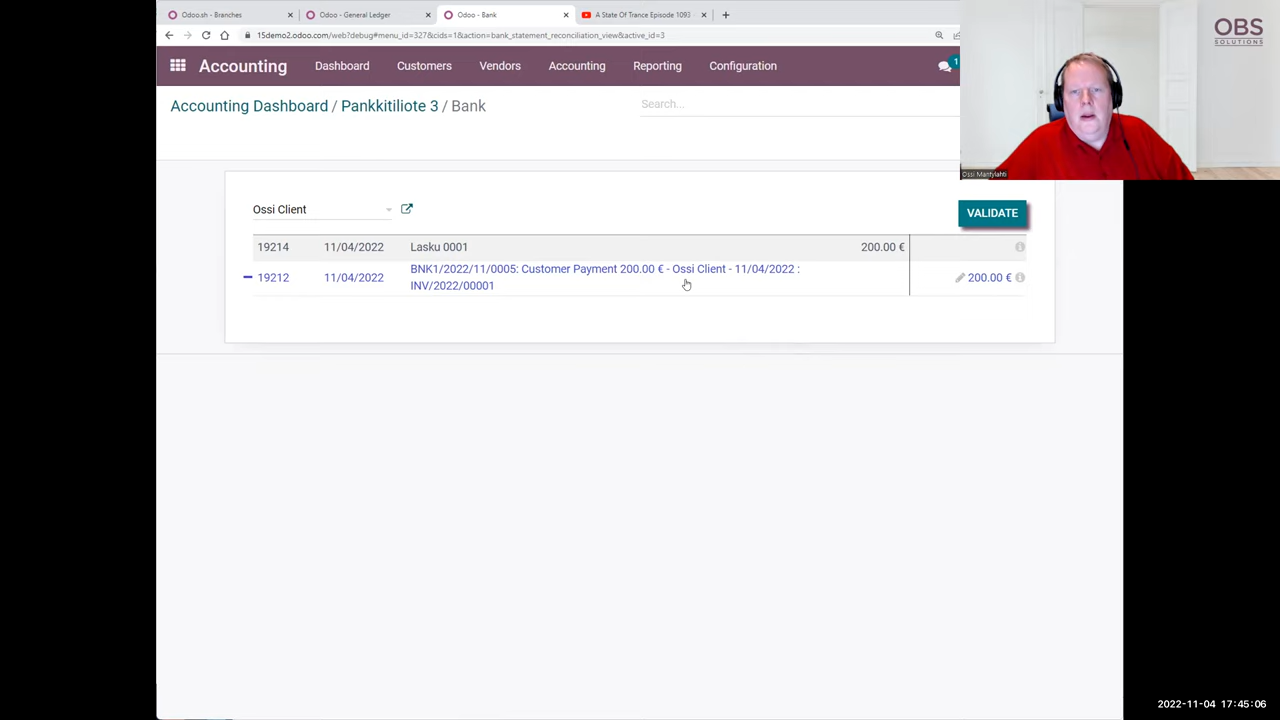 Odoo.sh - Branches
Odoo - General Ledger
Odoo - Bank
A State Of Trance Episode 1093
15demo2.odoo.com/web?debug#menu_id=327&cids=1&action=bank_statement_reconciliation_view&active_id=3
OBS
SOLUTIONS
Accounting Dashboard Customers Vendors Accounting Reporting Configuration 1
Accounting Dashboard / Pankkitiliote 3 / Bank
Search...
Ossi Mantylahti
Ossi Client
VALIDATE
19214 11/04/2022 Lasku 0001 200.00 €
19212 11/04/2022 BNK1/2022/11/0005: Customer Payment 200.00 € - Ossi Client - 11/04/2022 : 200.00 €
INV/2022/00001
2022-11-04 17:45:06